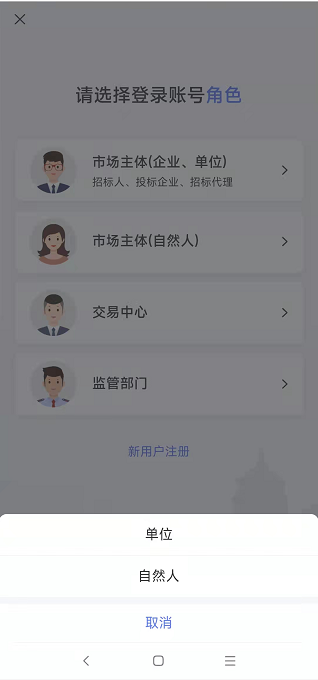 请选择登录账号角色
市场主体(企业、单位)
招标人、投标企业、招标代理
市场主体(自然人)
交易中心
监管部门
新用户注册
单位
自然人
取消